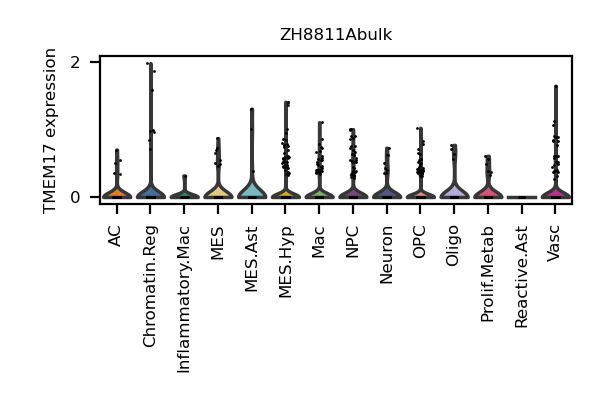 ZH8811Abulk
TMEM17 expression
2
0
AC
Chromatin.Reg
Inflammatory.Mac
MES
MES.Ast
MES.Hyp
Mac
NPC
Neuron
OPC
Oligo
Prolif.Metab
Reactive.Ast
Vasc